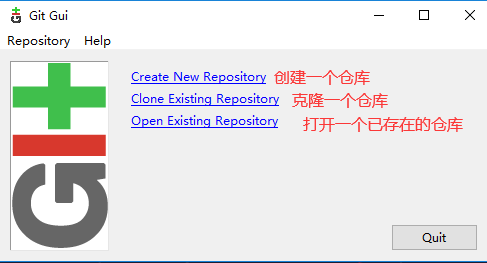 Git Gui
Repository Help
Create New Repository 创建一个仓库
Clone Existing Repository 克隆一个仓库
Open Existing Repository 打开一个已存在的仓库
Quit